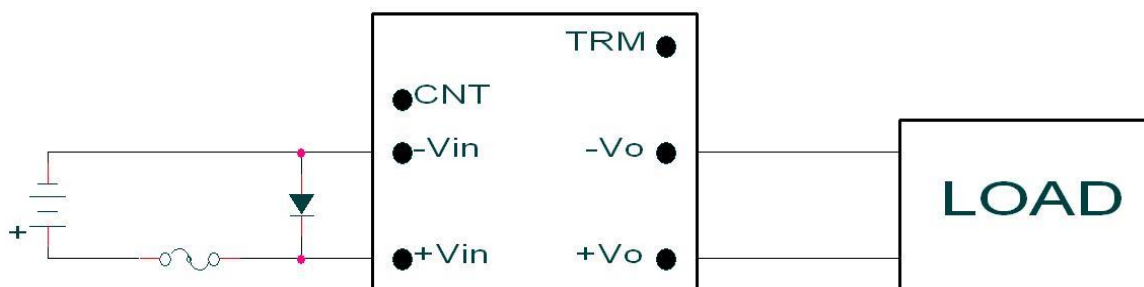 TRM
CNT
-Vin
-Vo
LOAD
+
+Vin
+Vo